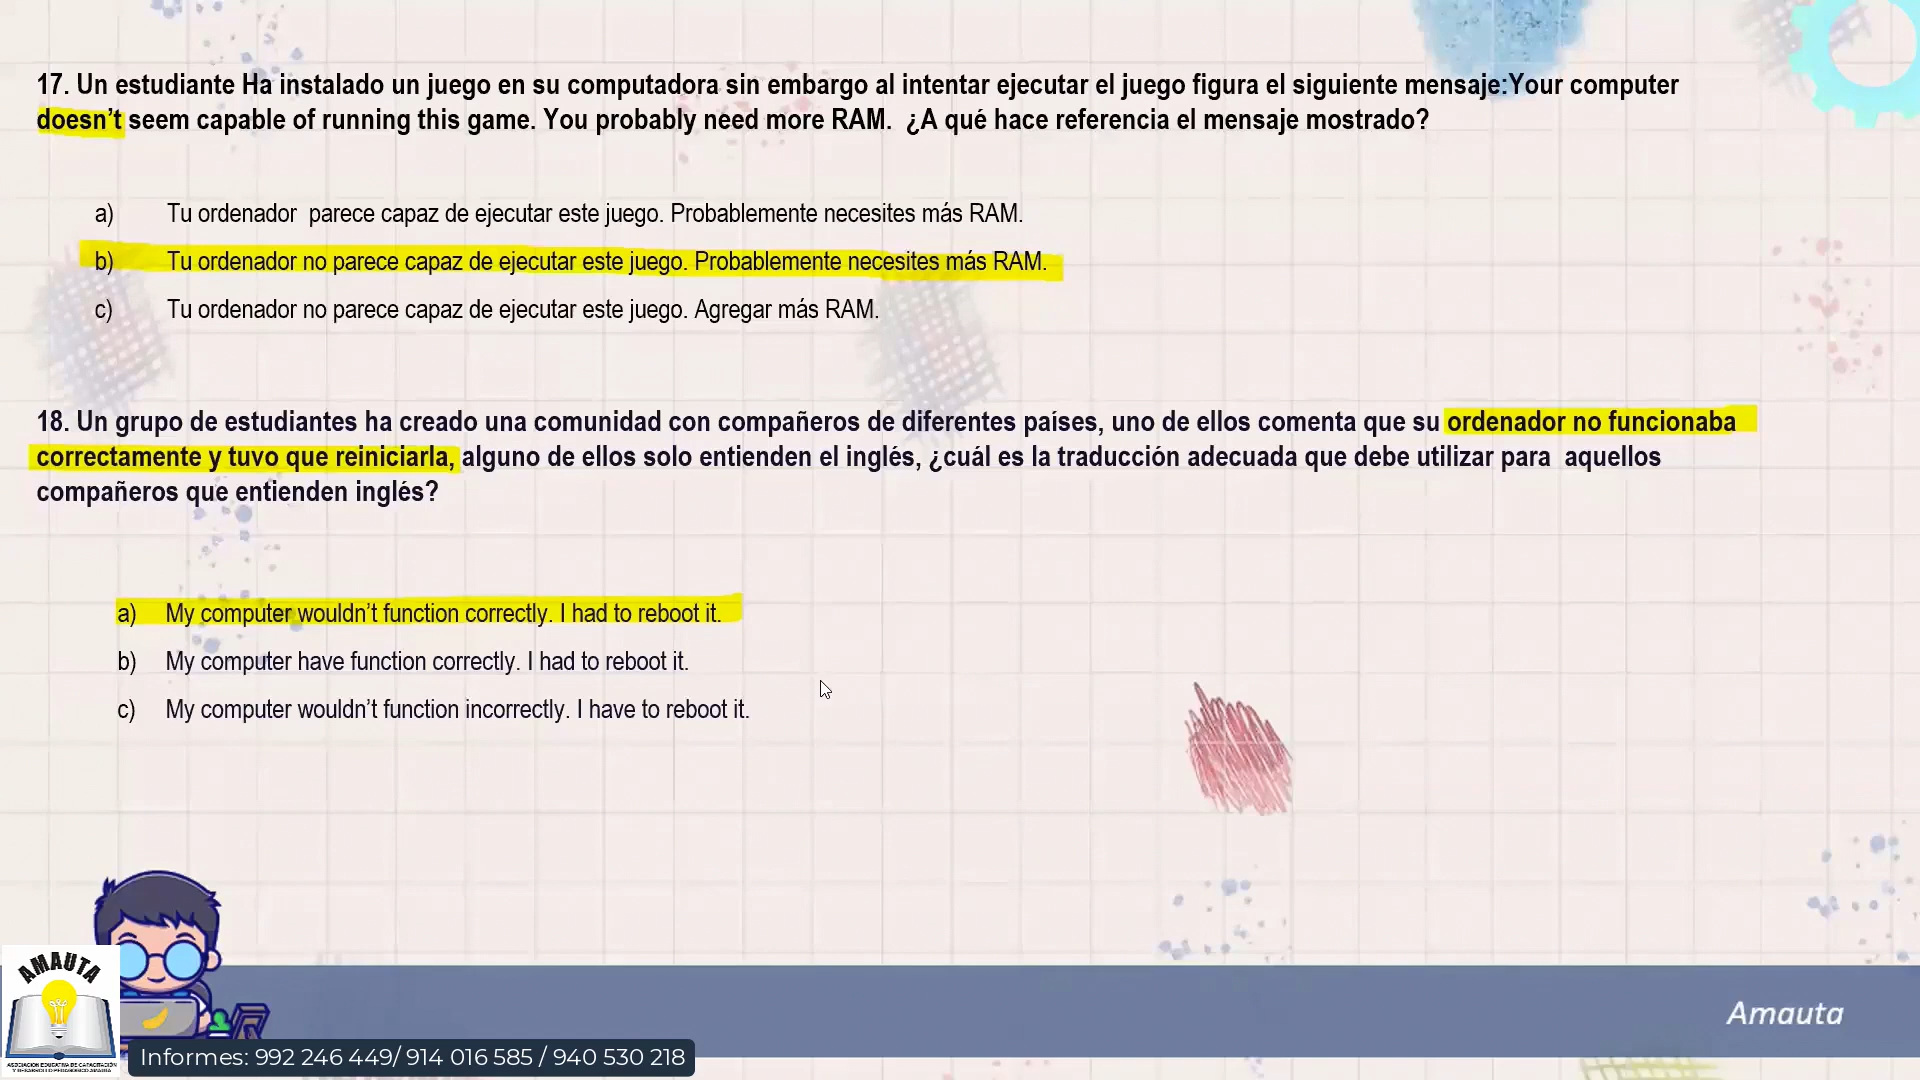 17. Un estudiante Ha instalado un juego en su computadora sin embargo al intentar ejecutar el juego figura el siguiente mensaje:Your computer
doesn’t seem capable of running this game. You probably need more RAM. ¿A qué hace referencia el mensaje mostrado?
a) Tu ordenador parece capaz de ejecutar este juego. Probablemente necesites más RAM.
b) Tu ordenador no parece capaz de ejecutar este juego. Probablemente necesites más RAM.
c) Tu ordenador no parece capaz de ejecutar este juego. Agregar más RAM.
18. Un grupo de estudiantes ha creado una comunidad con compañeros de diferentes países, uno de ellos comenta que su ordenador no funcionaba
correctamente y tuvo que reiniciarla, alguno de ellos solo entienden el inglés, ¿cuál es la traducción adecuada que debe utilizar para aquellos
compañeros que entienden inglés?
a) My computer wouldn’t function correctly. I had to reboot it.
b) My computer have function correctly. I had to reboot it.
c) My computer wouldn’t function incorrectly. I have to reboot it.
AMAUTA
ASOCIACION EDUCATIVA DE CAPACITACIÓN
Y DESARROLLO PEDAGOGICO AMAUTA
Amauta
Informes: 992 246 449/ 914 016 585 / 940 530 218